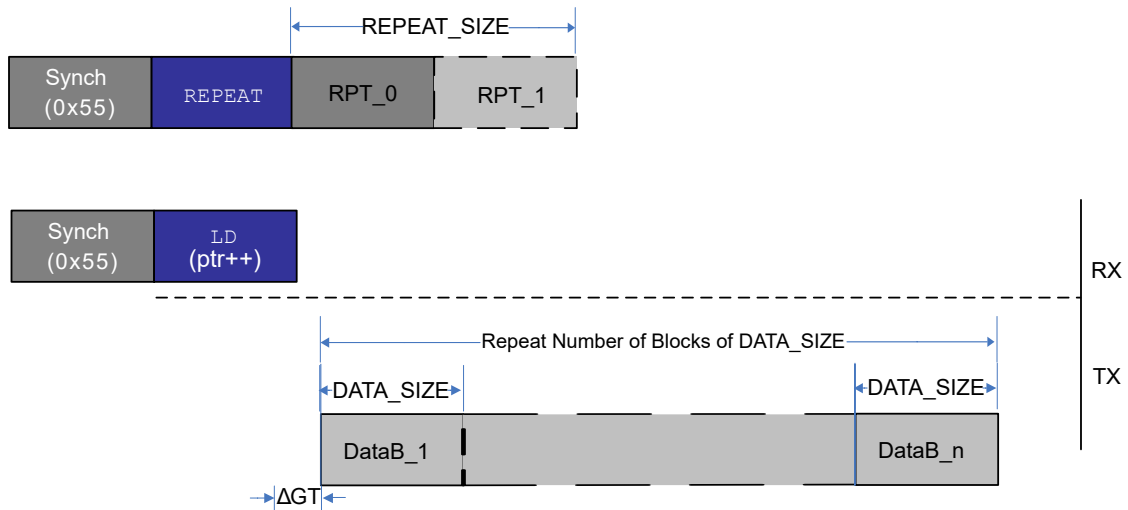 REPEAT_SIZE
Synch
(0x55)
REPEAT
RPT_0
RPT_1
Synch
(0x55)
LD
(ptr++)
RX
Repeat Number of Blocks of DATA_SIZE
TX
DATA_SIZE
DATA_SIZE
DataB_1
DataB_n
ΔGT